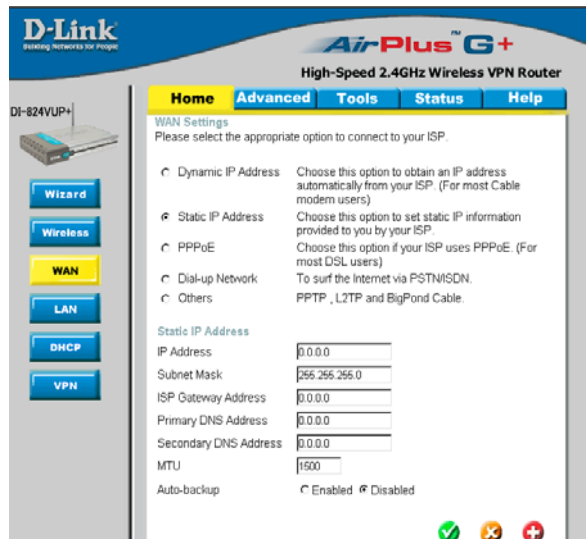 D-Link
Building Networks for People
AirPlus™ G+
High-Speed 2.4GHz Wireless VPN Router
DI-824VUP+
Home Advanced Tools Status Help
Wizard
Wireless
WAN
LAN
DHCP
VPN
WAN Settings
Please select the appropriate option to connect to your ISP.
Dynamic IP Address Choose this option to obtain an IP address
automatically from your ISP. (For most Cable
modem users)
Static IP Address Choose this option to set static IP information
provided to you by your ISP.
PPPoE Choose this option if your ISP uses PPPoE. (For
most DSL users)
Dial-up Network To surf the Internet via PSTN/ISDN.
Others PPTP , L2TP and BigPond Cable.
Static IP Address
IP Address 0.0.0.0
Subnet Mask 255.255.255.0
ISP Gateway Address 0.0.0.0
Primary DNS Address 0.0.0.0
Secondary DNS Address 0.0.0.0
MTU 1500
Auto-backup Enabled Disabled